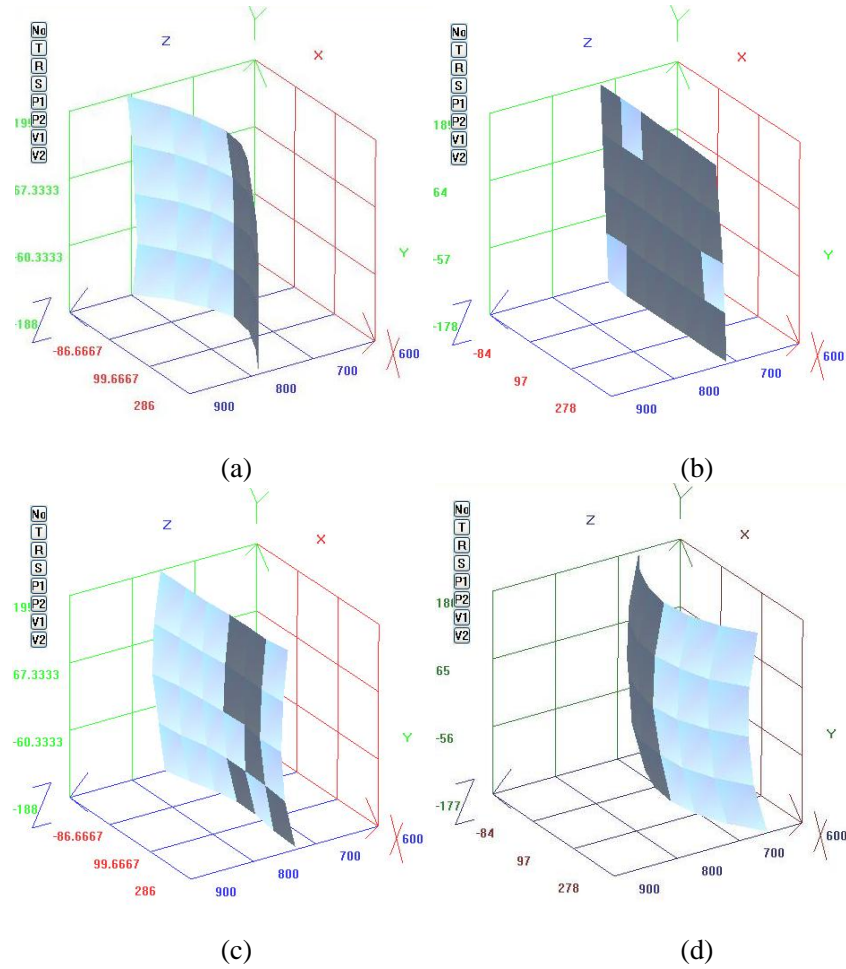 No
T
R
S
P1
P2
V1
V2
Y
Z
X
195
67.3333
-60.3333
-188
Y
Z
X
-86.6667
99.6667
286
900
800
700
600
(a)
No
T
R
S
P1
P2
V1
V2
Y
Z
X
185
64
-57
-178
Y
Z
X
-84
97
278
900
800
700
600
(b)
No
T
R
S
P1
P2
V1
V2
Y
Z
X
195
67.3333
-60.3333
-188
Y
Z
X
-86.6667
99.6667
286
900
800
700
600
(c)
No
T
R
S
P1
P2
V1
V2
Y
Z
X
65
-56
-177
Y
Z
X
-84
97
278
900
800
700
600
(d)